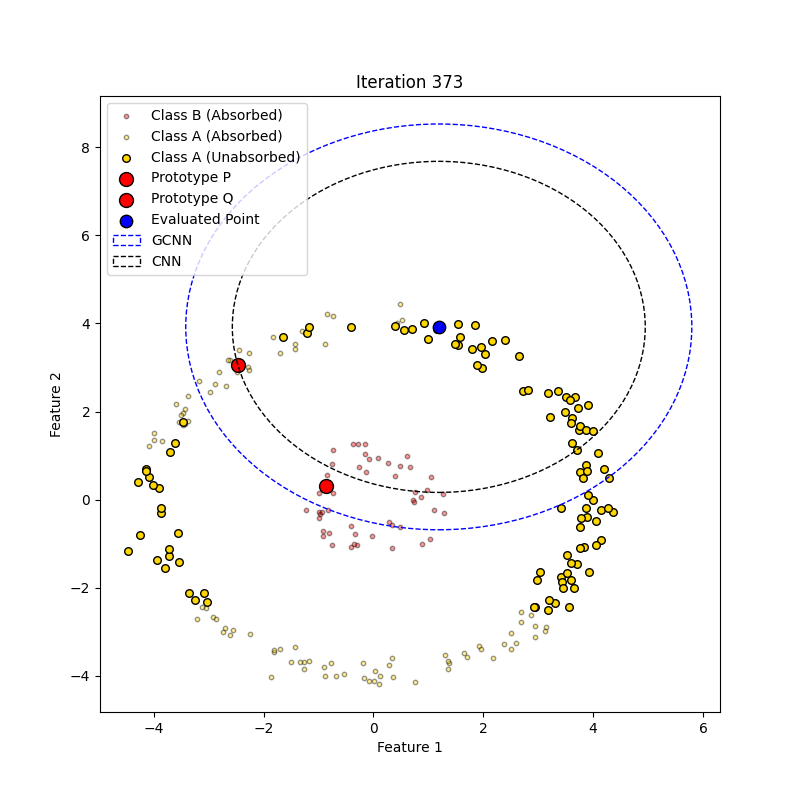 Iteration 373
Class B (Absorbed)
Class A (Absorbed)
Class A (Unabsorbed)
Prototype P
Prototype Q
Evaluated Point
GCNN
CNN
8
6
4
2
0
−2
−4
Feature 2
−4
−2
0
2
4
6
Feature 1